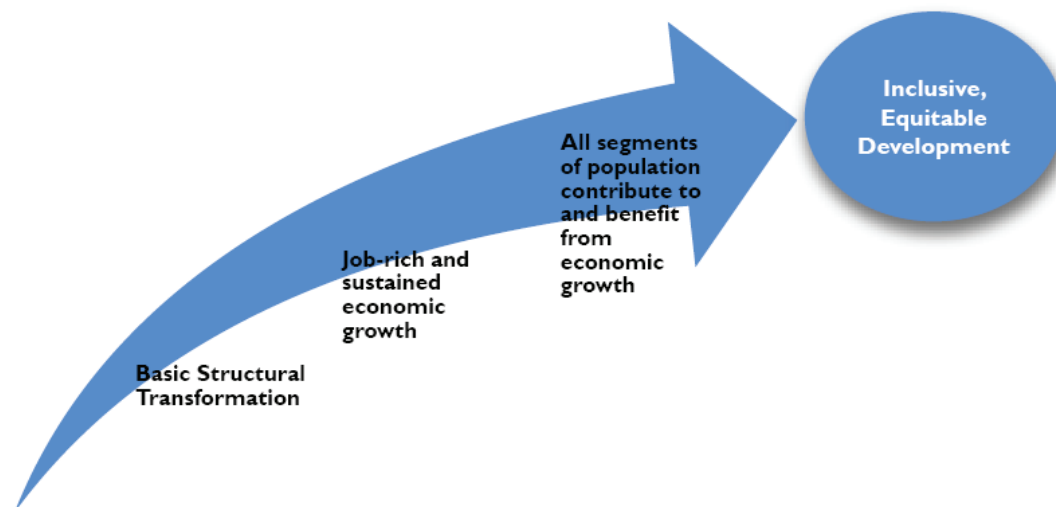 Basic Structural
Transformation
Job-rich and
sustained
economic
growth
All segments
of population
contribute to
and benefit
from
economic
growth
Inclusive,
Equitable
Development